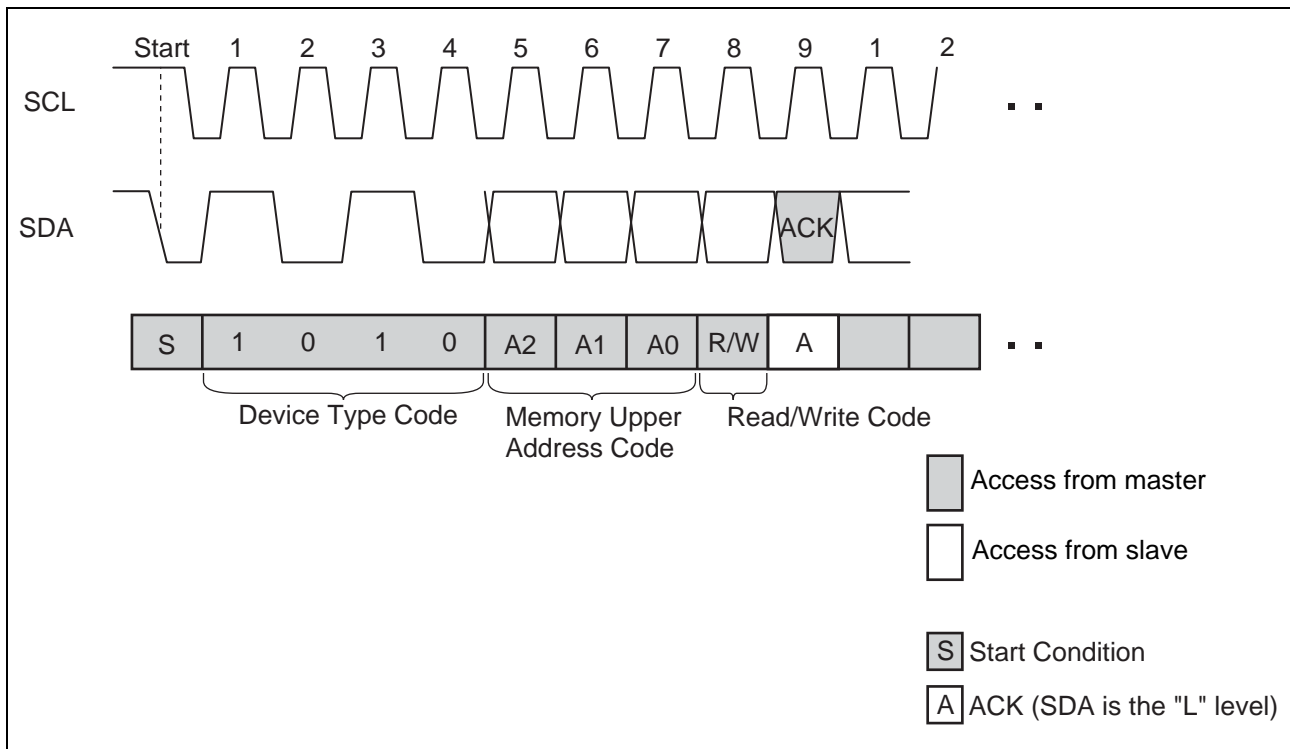 Start 1 2 3 4 5 6 7 8 9 1 2
SCL
SDA
ACK
S 1 0 1 0 A2 A1 A0 R/W A
Device Type Code
Memory Upper
Address Code
Read/Write Code
Access from master
Access from slave
S Start Condition
A ACK (SDA is the "L" level)